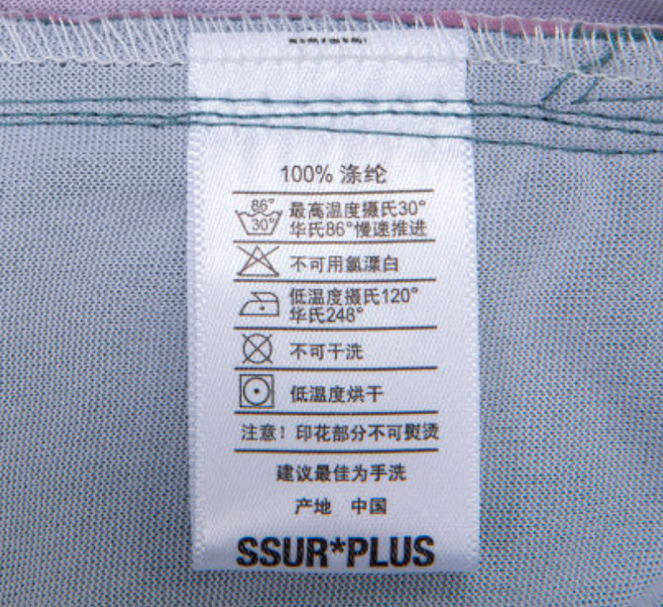 100% 涤纶
86°
30°
最高温度摄氏30°
华氏86°慢速推进
不可用氯漂白
低温度摄氏120°
华氏248°
不可干洗
低温度烘干
注意！印花部分不可熨烫
建议最佳为手洗
产地 中国
SSUR*PLUS